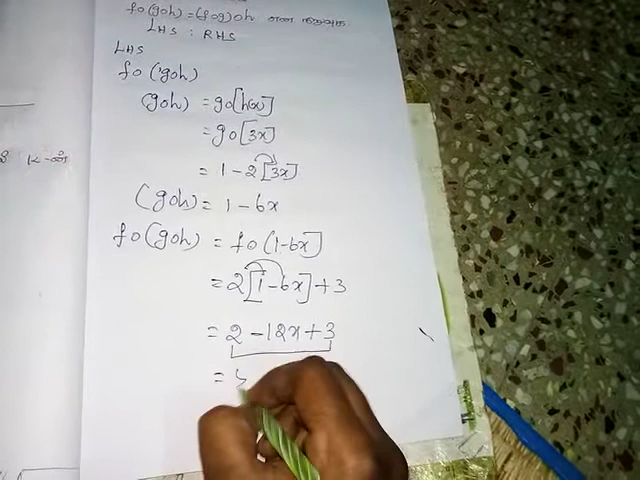 fo(goh) = (fog)oh என
LHS : RHS
LHS
fo(goh)
(goh) = go[h(x)]
= go[3x]
= 1 - 2[3x]
(goh) = 1 - 6x
fo(goh) = fo(1-6x]
= 2[1-6x]+3
= 2 - 12x + 3
=